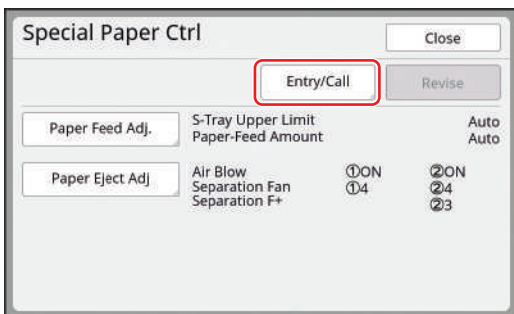 Special Paper Ctrl
Close
Entry/Call
Revise
Paper Feed Adj.
S-Tray Upper Limit Auto
Paper-Feed Amount Auto
Paper Eject Adj
Air Blow ①ON ②ON
Separation Fan ①4 ②4
Separation F+ ②3